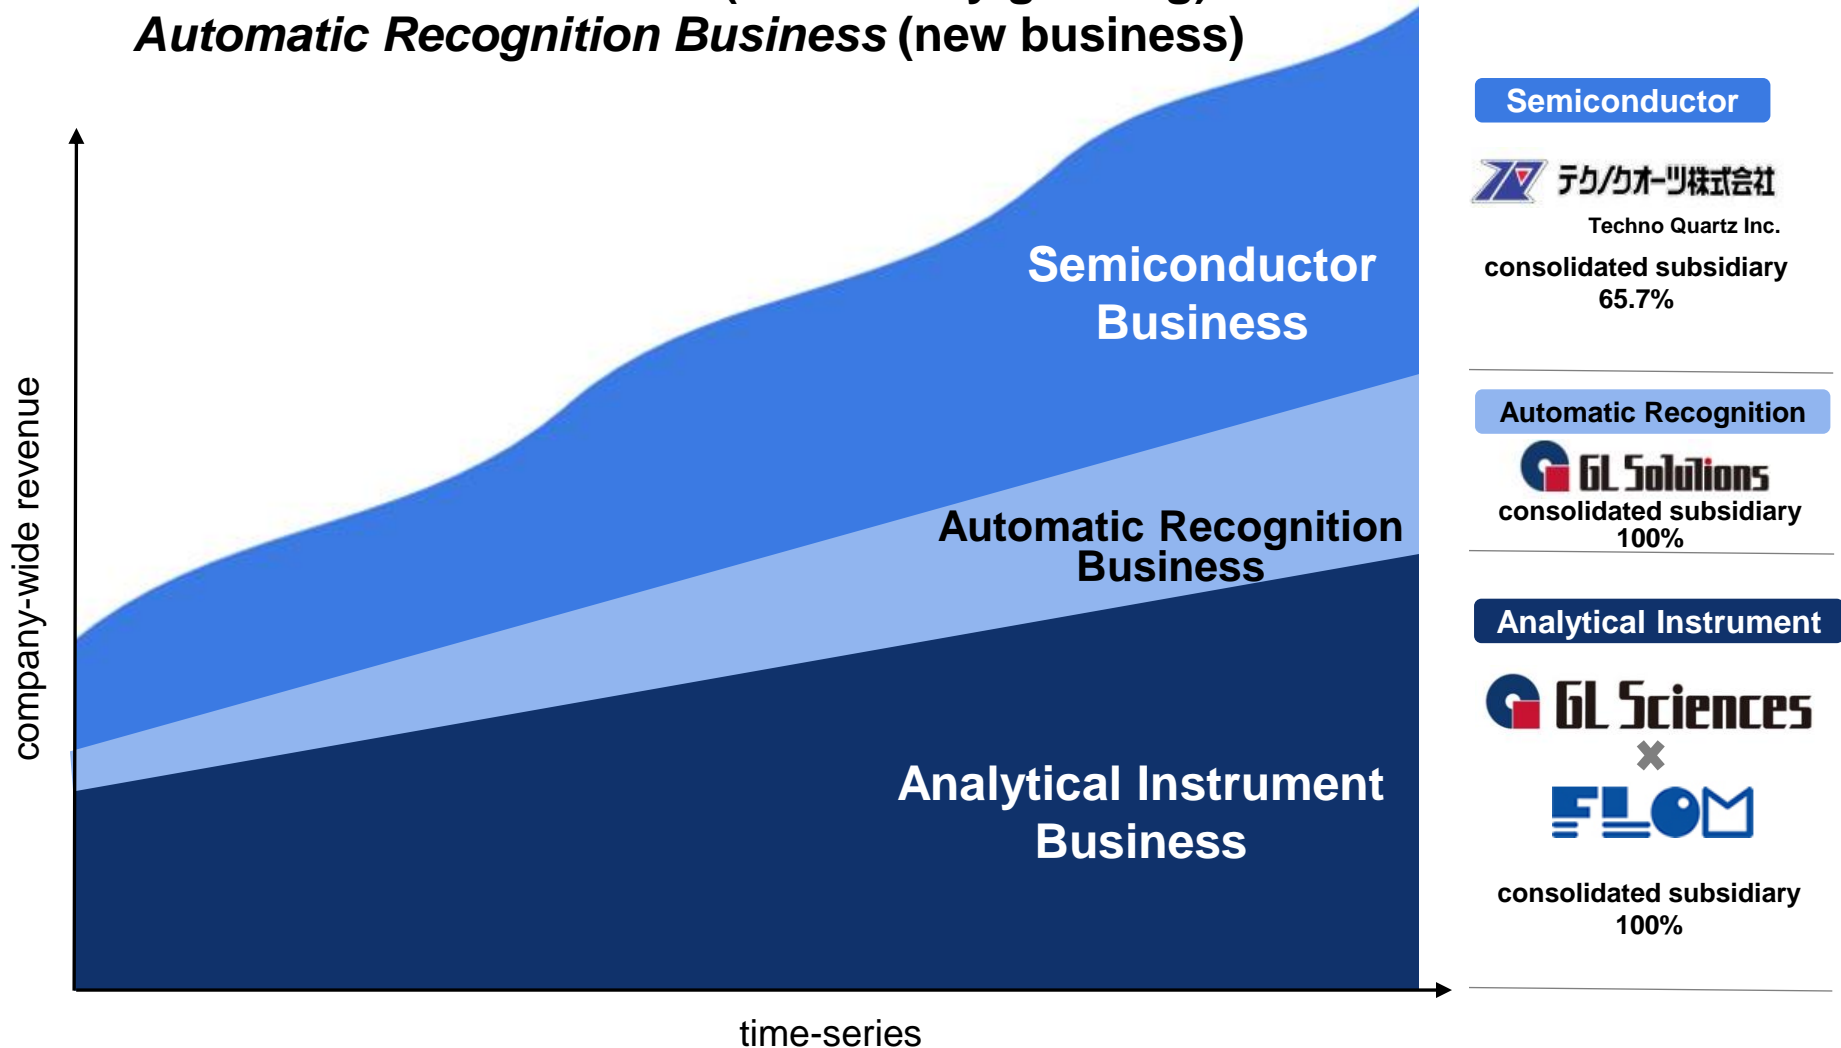 Automatic Recognition Business (new business)
company-wide revenue
Semiconductor
Business
Automatic Recognition
Business
Analytical Instrument
Business
time-series
Semiconductor
テクノクオーツ株式会社
Techno Quartz Inc.
consolidated subsidiary
65.7%
Automatic Recognition
GL Solutions
consolidated subsidiary
100%
Analytical Instrument
GL Sciences
FLOM
consolidated subsidiary
100%